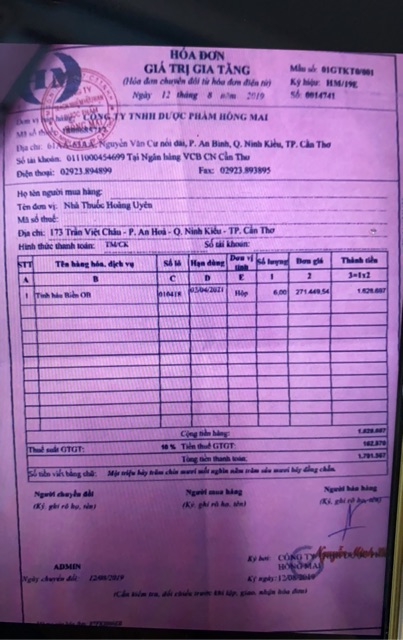 HÓA ĐƠN
GIÁ TRỊ GIA TĂNG
(Hóa đơn chuyển đổi từ hóa đơn điện tử)
Ngày 12 tháng 8 năm 2019
Mẫu số: 01GTKT0/001
Ký hiệu: HM/19E
Số: 0014741
CÔNG TY TNHH DƯỢC PHẨM HỒNG MAI
Địa chỉ: Nguyễn Văn Cừ nối dài, P. An Bình, Q. Ninh Kiều, TP. Cần Thơ
Số tài khoản: 0111000454699 Tại Ngân hàng VCB CN Cần Thơ
Điện thoại: 02923.894899 Fax: 02923.893895
Họ tên người mua hàng:
Tên đơn vị: Nhà Thuốc Hoàng Uyên
Mã số thuế:
Địa chỉ: 173 Trần Việt Châu - P. An Hoà - Q. Ninh Kiều - TP. Cần Thơ
Hình thức thanh toán: TM/CK Số tài khoản:
STT Tên hàng hóa, dịch vụ Số lô Hạn dùng Đơn vị tính Số lượng Đơn giá Thành tiền
A B C D E 1 2 3=1x2
1 Tinh hàu Biển OB 010418 03/04/2021 Hộp 6,00 271.449,54 1.628.697
Cộng tiền hàng: 1.628.697
Thuế suất GTGT: 10 % Tiền thuế GTGT: 162.870
Tổng tiền thanh toán: 1.791.567
Số tiền viết bằng chữ: Một triệu bảy trăm chín mươi mốt nghìn năm trăm sáu mươi bảy đồng chẵn.
Người chuyển đổi Người mua hàng Người bán hàng
(Ký, ghi rõ họ, tên) (Ký, ghi rõ họ, tên) (Ký, ghi rõ họ, tên)
Ký bởi: CÔNG TY
HỒNG MAI
ADMIN
Ngày chuyển đổi: 12/08/2019 Ký ngày: 12/08/2019
(Cần kiểm tra, đối chiếu trước khi lập, giao, nhận hóa đơn)